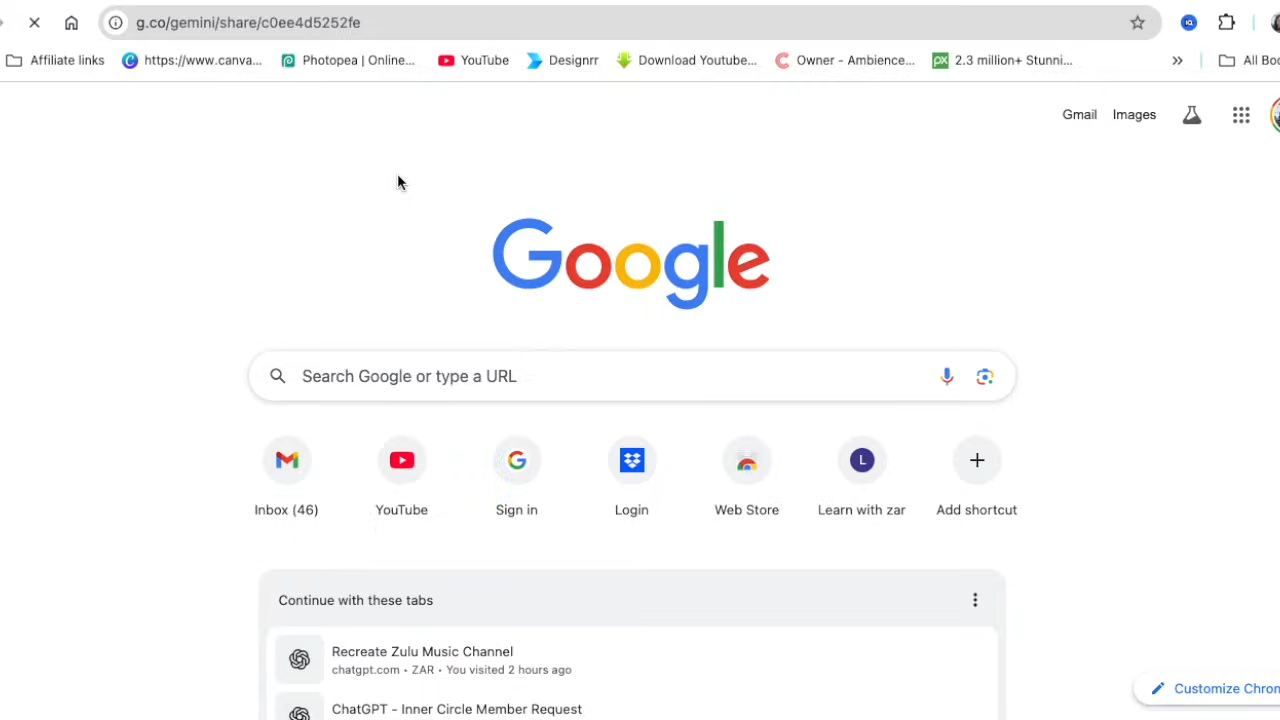 g.co/gemini/share/c0ee4d5252fe
Affiliate links https://www.canva... Photopea | Online... YouTube Designrr Download Youtube... Owner - Ambience... PX 2.3 million+ Stunni... » All Boo
Gmail Images
Google
Search Google or type a URL
L
Inbox (46) YouTube Sign in Login Web Store Learn with zar Add shortcut
Continue with these tabs
Recreate Zulu Music Channel
chatgpt.com • ZAR • You visited 2 hours ago
ChatGPT - Inner Circle Member Request
Customize Chrom